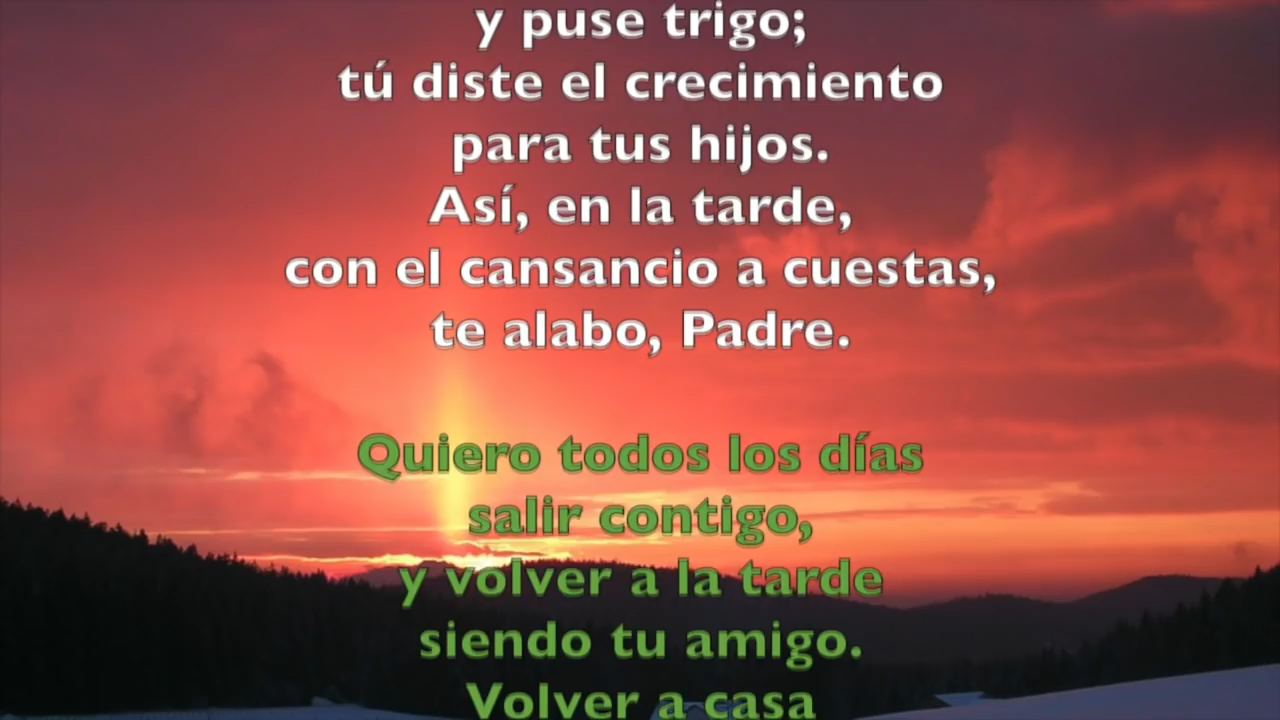 y puse trigo;
tú diste el crecimiento
para tus hijos.
Así, en la tarde,
con el cansancio a cuestas,
te alabo, Padre.
Quiero todos los días
salir contigo,
y volver a la tarde
siendo tu amigo.
Volver a casa